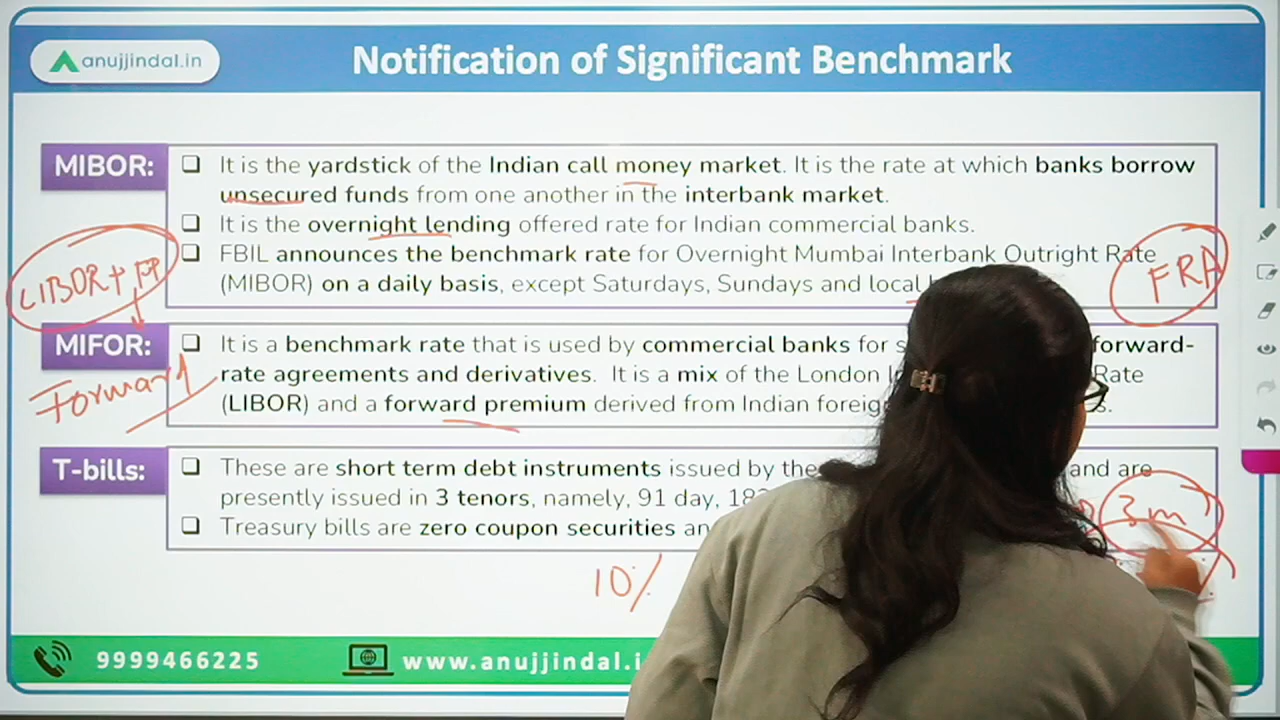 anujjindal.in
Notification of Significant Benchmark
MIBOR:
❑ It is the yardstick of the Indian call money market. It is the rate at which banks borrow
unsecured funds from one another in the interbank market.
❑ It is the overnight lending offered rate for Indian commercial banks.
❑ FBIL announces the benchmark rate for Overnight Mumbai Interbank Outright Rate
(MIBOR) on a daily basis, except Saturdays, Sundays and local
LIBOR + FP
FRA
MIFOR:
❑ It is a benchmark rate that is used by commercial banks for forward-
rate agreements and derivatives. It is a mix of the London Rate
(LIBOR) and a forward premium derived from Indian
Forward
T-bills:
❑ These are short term debt instruments issued by the and are
presently issued in 3 tenors, namely, 91 day,
❑ Treasury bills are zero coupon securities
3m
10%
9999466225
www.anujjindal.i